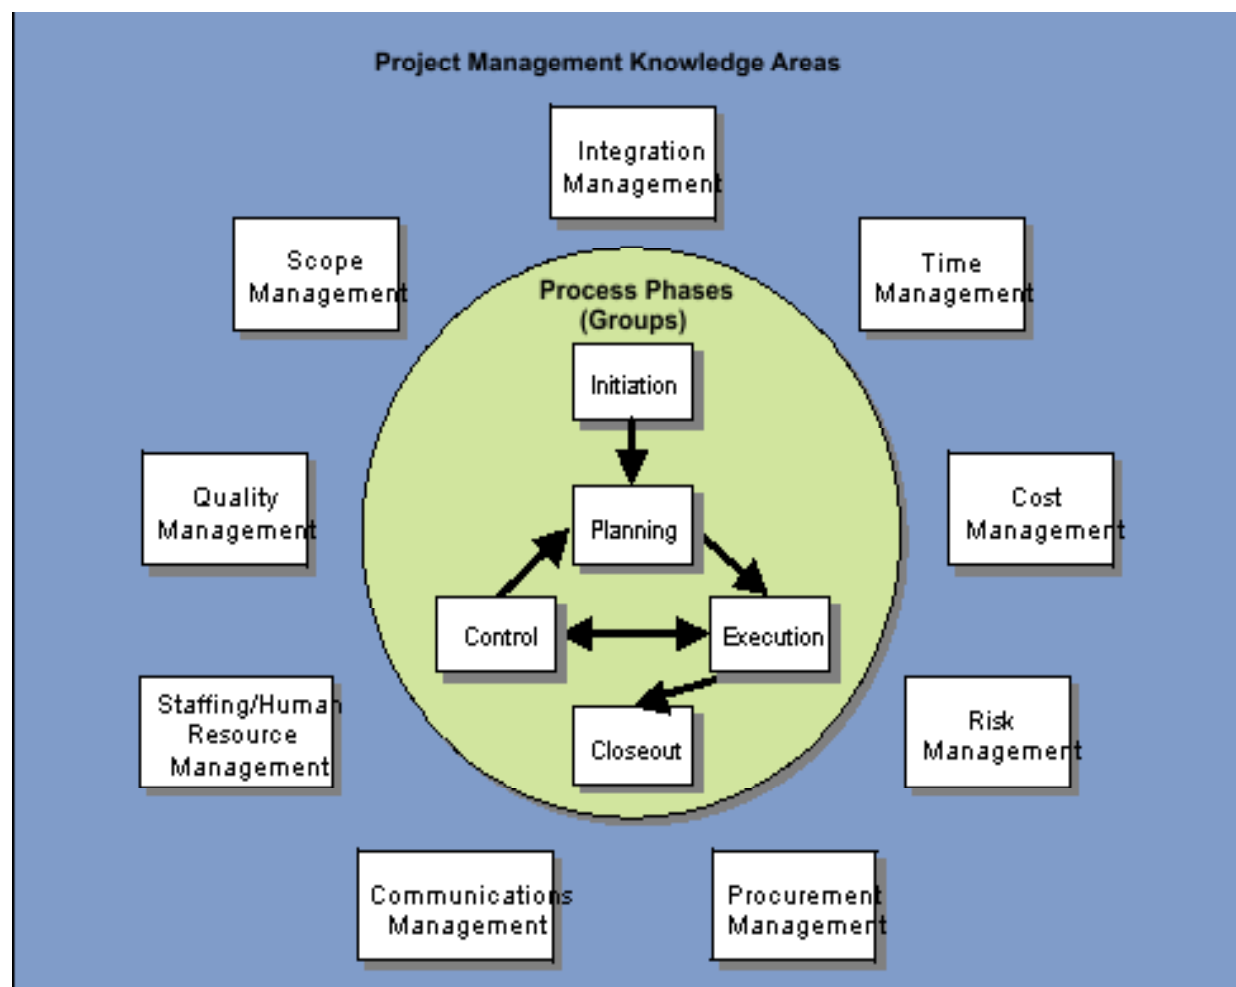 Project Management Knowledge Areas
Integration
Management
Scope
Management
Time
Management
Process Phases
(Groups)
Initiation
Quality
Management
Planning
Cost
Management
Control
Execution
Staffing/Human
Resource
Management
Closeout
Risk
Management
Communications
Management
Procurement
Management